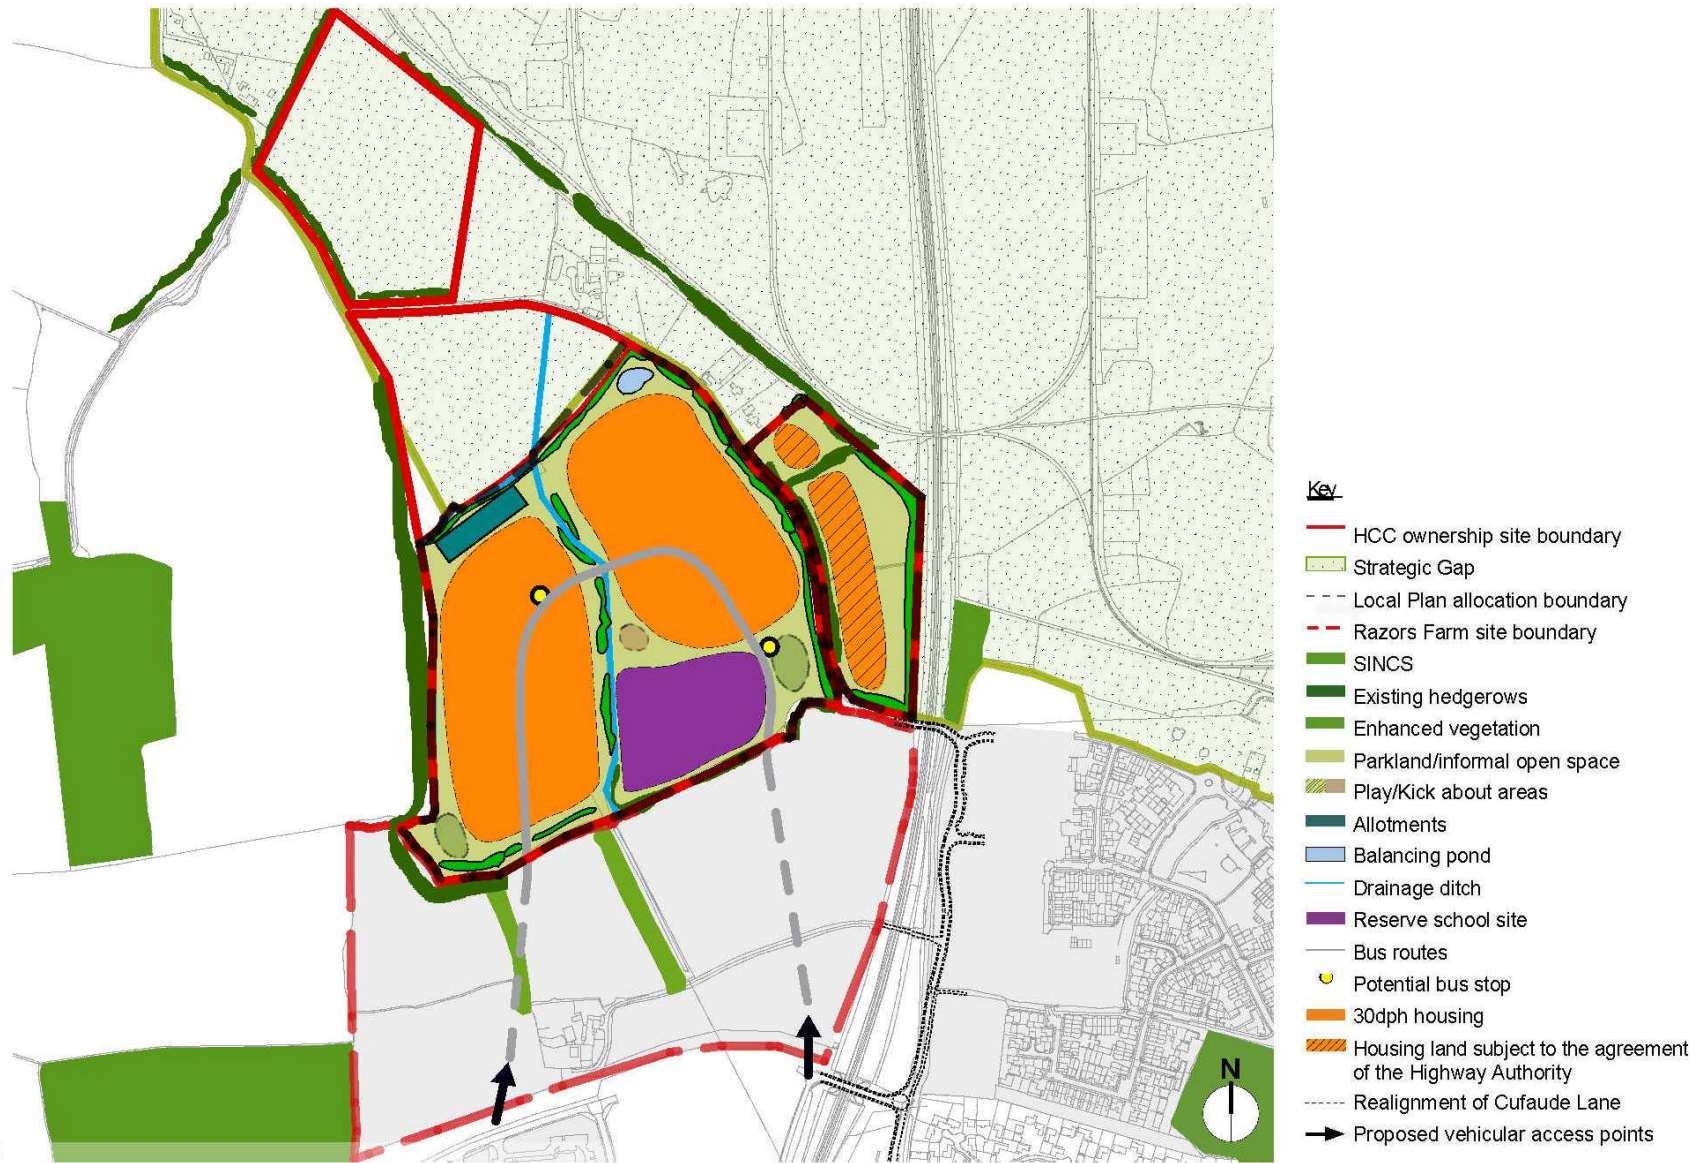 Key
HCC ownership site boundary
Strategic Gap
Local Plan allocation boundary
Razors Farm site boundary
SINCS
Existing hedgerows
Enhanced vegetation
Parkland/informal open space
Play/Kick about areas
Allotments
Balancing pond
Drainage ditch
Reserve school site
Bus routes
Potential bus stop
30dph housing
Housing land subject to the agreement
of the Highway Authority
Realignment of Cufaude Lane
Proposed vehicular access points
N